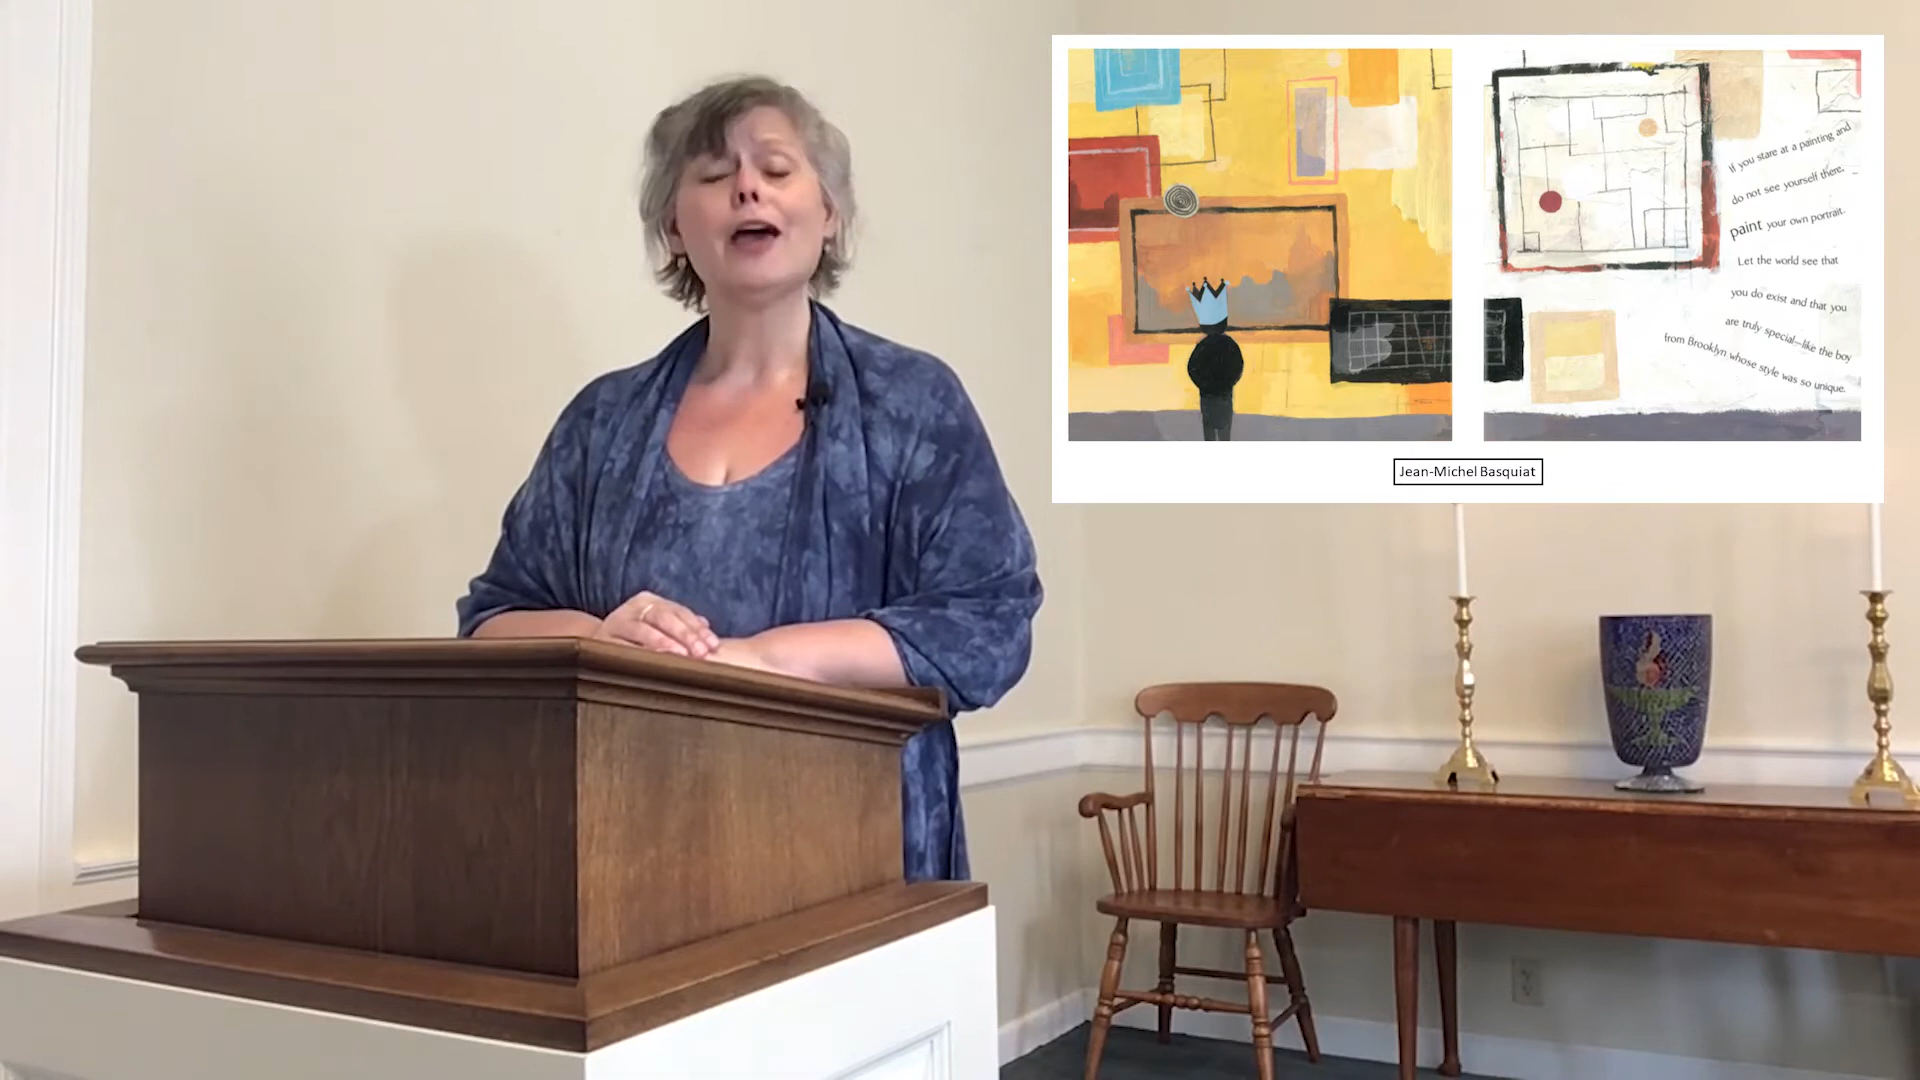 If you stare at a painting and
do not see yourself there,
paint your own portrait.
Let the world see that
you do exist and that you
are truly special—like the boy
from Brooklyn whose style was so unique.
Jean-Michel Basquiat